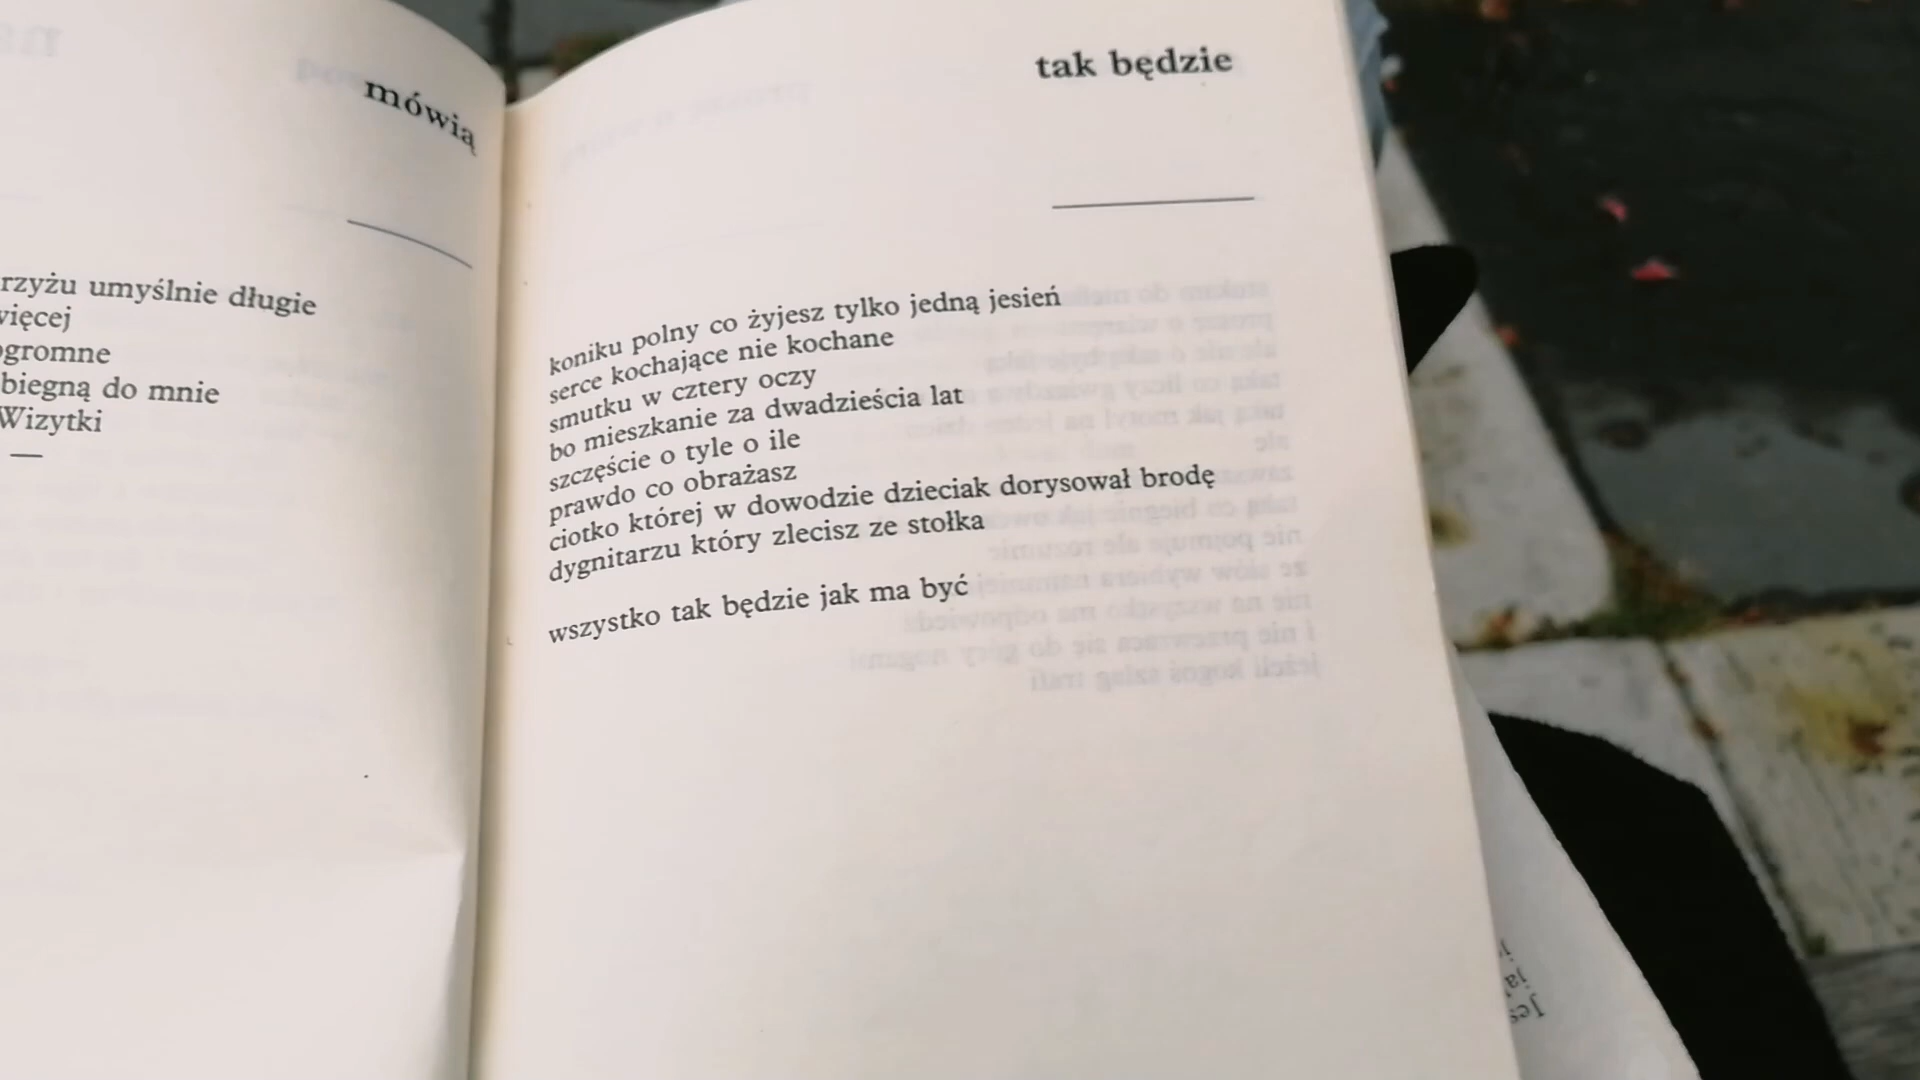 mówią
rzyżu umyślnie długie
więcej
ogromne
biegną do mnie
Wizytki
—
tak będzie
koniku polny co żyjesz tylko jedną jesień
serce kochające nie kochane
smutku w cztery oczy
bo mieszkanie za dwadzieścia lat
szczęście o tyle o ile
prawdo co obrażasz
ciotko której w dowodzie dzieciak dorysował brodę
dygnitarzu który zlecisz ze stołka
wszystko tak będzie jak ma być